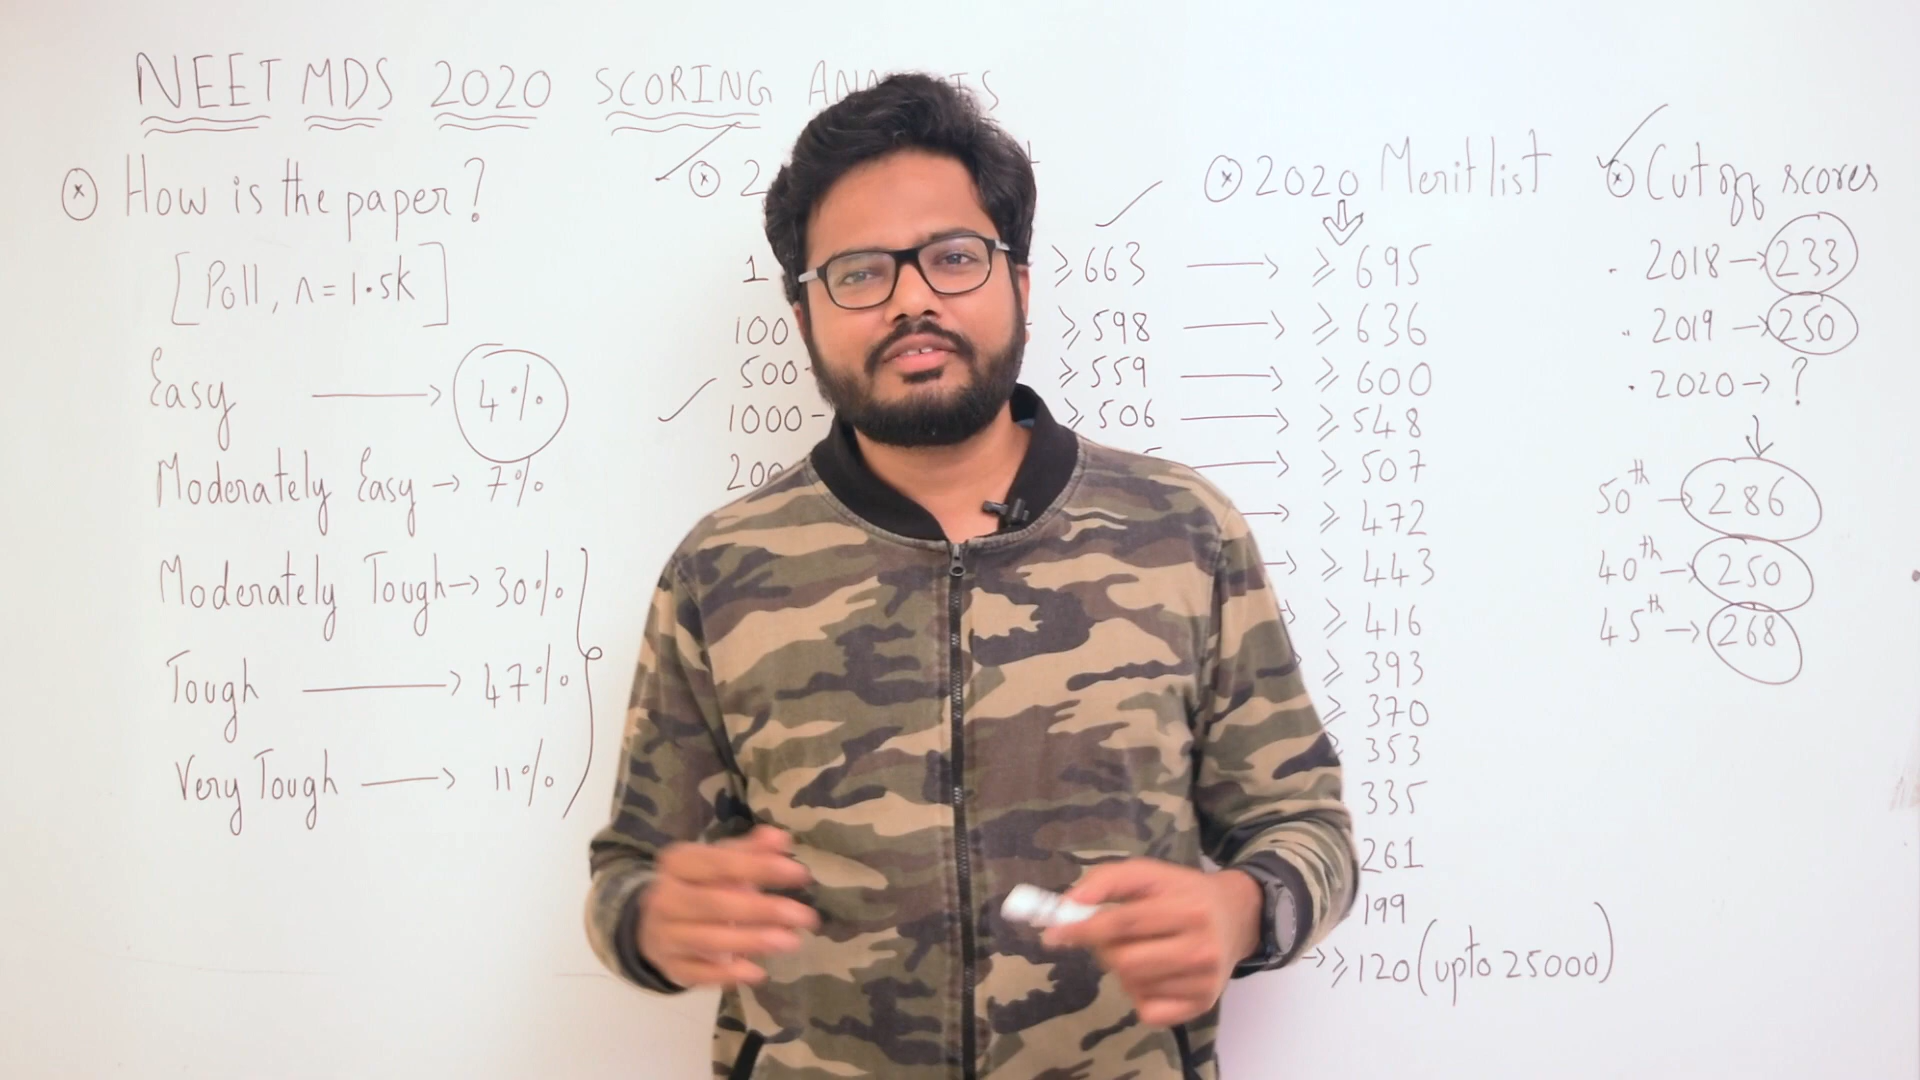 NEET MDS 2020 SCORING
How is the paper?
[Poll, n=1.5k]
Easy → 4%
Moderately Easy → 7%
Moderately Tough → 30%
Tough → 47%
Very Tough → 11%
2020 Merit list
1 ≥663 → ≥ 695
100 ≥598 → ≥ 636
500- ≥559 → ≥ 600
1000- ≥506 → ≥ 548
→ ≥ 507
→ ≥ 472
→ ≥ 443
≥ 416
393
370
353
335
261
199
→ ≥120 (upto 25000)
Cut off scores
2018 → 233
2019 → 250
2020 → ?
50th → 286
40th → 250
45th → 268